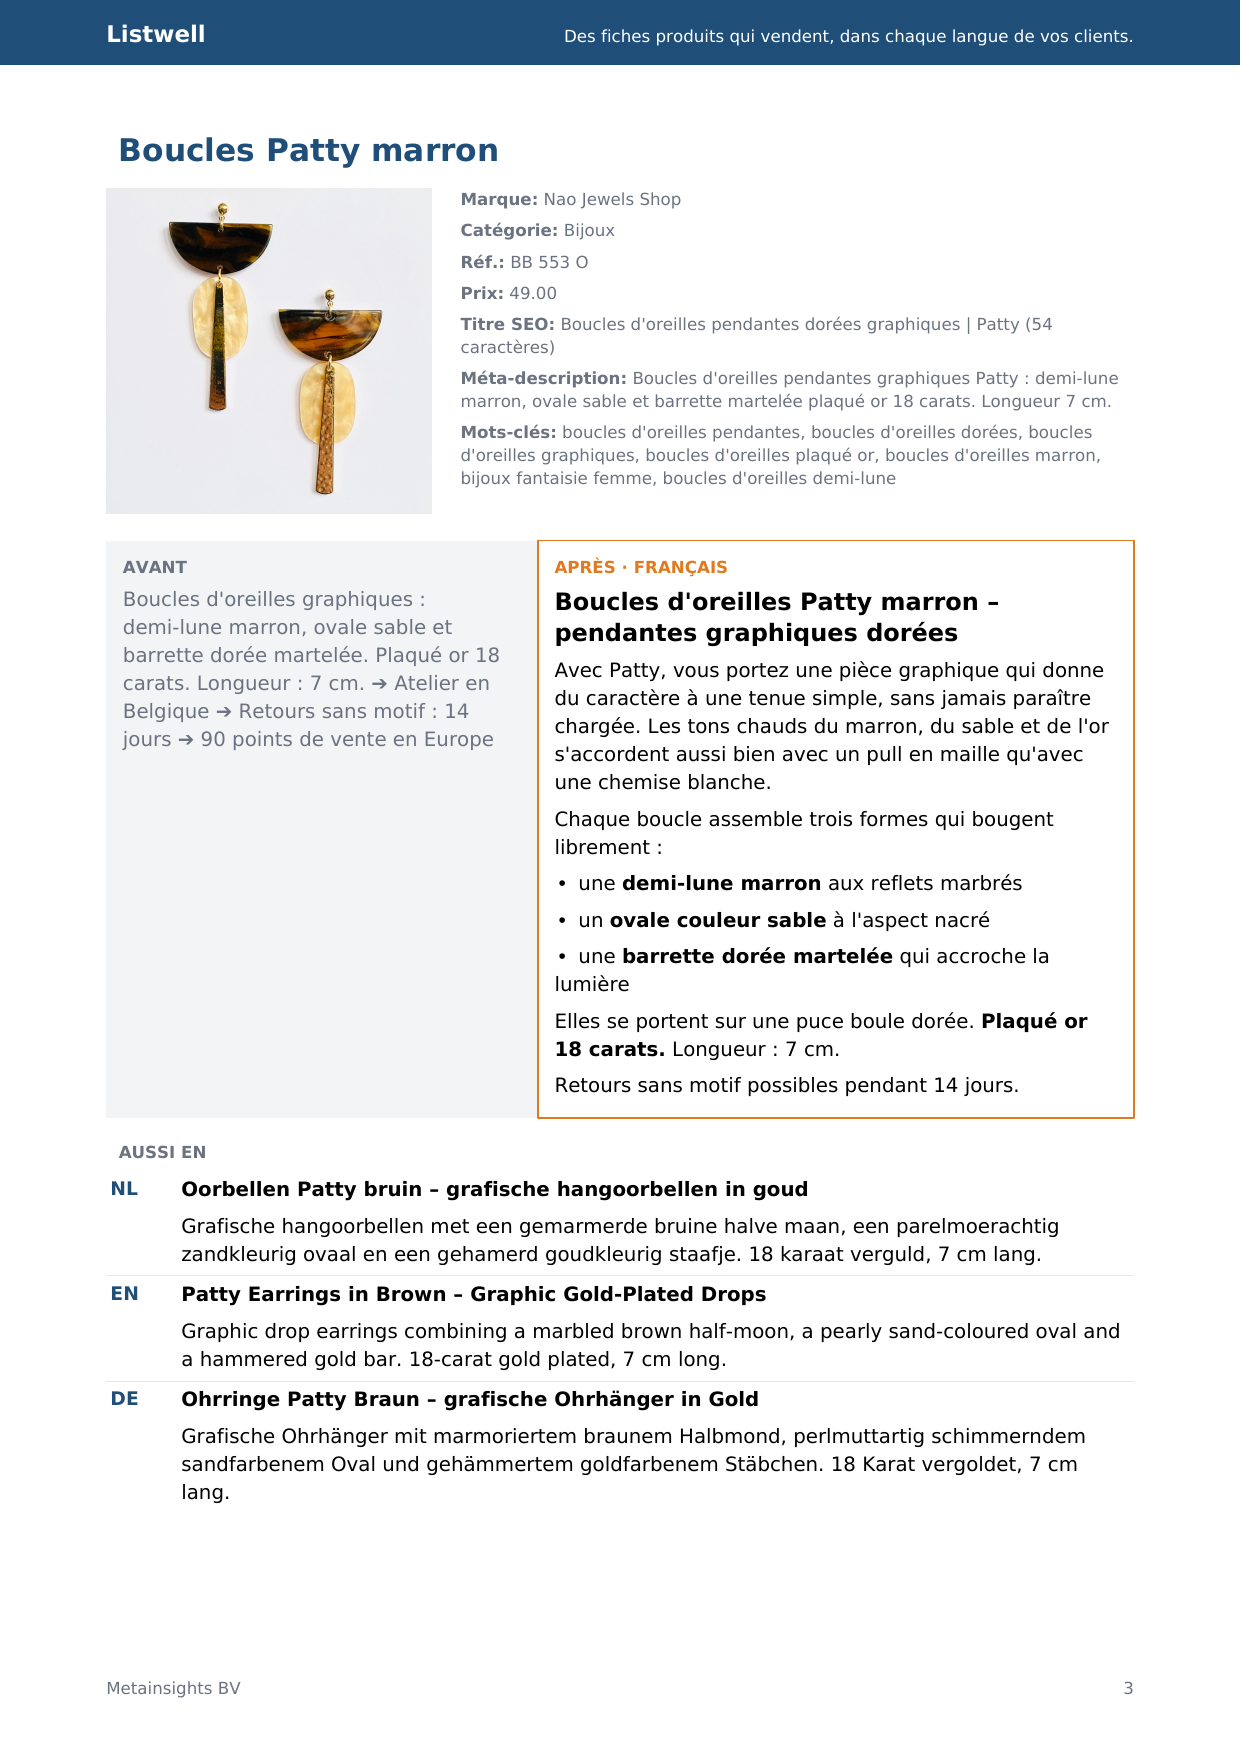 Listwell
Des fiches produits qui vendent, dans chaque langue de vos clients.
Boucles Patty marron
Marque: Nao Jewels Shop
Catégorie: Bijoux
Réf.: BB 553 O
Prix: 49.00
Titre SEO: Boucles d'oreilles pendantes dorées graphiques | Patty (54
caractères)
Méta-description: Boucles d'oreilles pendantes graphiques Patty : demi-lune
marron, ovale sable et barrette martelée plaqué or 18 carats. Longueur 7 cm.
Mots-clés: boucles d'oreilles pendantes, boucles d'oreilles dorées, boucles
d'oreilles graphiques, boucles d'oreilles plaqué or, boucles d'oreilles marron,
bijoux fantaisie femme, boucles d'oreilles demi-lune
AVANT
Boucles d'oreilles graphiques :
demi-lune marron, ovale sable et
barrette dorée martelée. Plaqué or 18
carats. Longueur : 7 cm. ➔ Atelier en
Belgique ➔ Retours sans motif : 14
jours ➔ 90 points de vente en Europe
APRÈS · FRANÇAIS
Boucles d'oreilles Patty marron –
pendantes graphiques dorées
Avec Patty, vous portez une pièce graphique qui donne
du caractère à une tenue simple, sans jamais paraître
chargée. Les tons chauds du marron, du sable et de l'or
s'accordent aussi bien avec un pull en maille qu'avec
une chemise blanche.
Chaque boucle assemble trois formes qui bougent
librement :
• une demi-lune marron aux reflets marbrés
• un ovale couleur sable à l'aspect nacré
• une barrette dorée martelée qui accroche la
lumière
Elles se portent sur une puce boule dorée. Plaqué or
18 carats. Longueur : 7 cm.
Retours sans motif possibles pendant 14 jours.
AUSSI EN
NL
Oorbellen Patty bruin – grafische hangoorbellen in goud
Grafische hangoorbellen met een gemarmerde bruine halve maan, een parelmoerachtig
zandkleurig ovaal en een gehamerd goudkleurig staafje. 18 karaat verguld, 7 cm lang.
EN
Patty Earrings in Brown – Graphic Gold-Plated Drops
Graphic drop earrings combining a marbled brown half-moon, a pearly sand-coloured oval and
a hammered gold bar. 18-carat gold plated, 7 cm long.
DE
Ohrringe Patty Braun – grafische Ohrhänger in Gold
Grafische Ohrhänger mit marmoriertem braunem Halbmond, perlmuttartig schimmerndem
sandfarbenem Oval und gehämmertem goldfarbenem Stäbchen. 18 Karat vergoldet, 7 cm
lang.
Metainsights BV
3